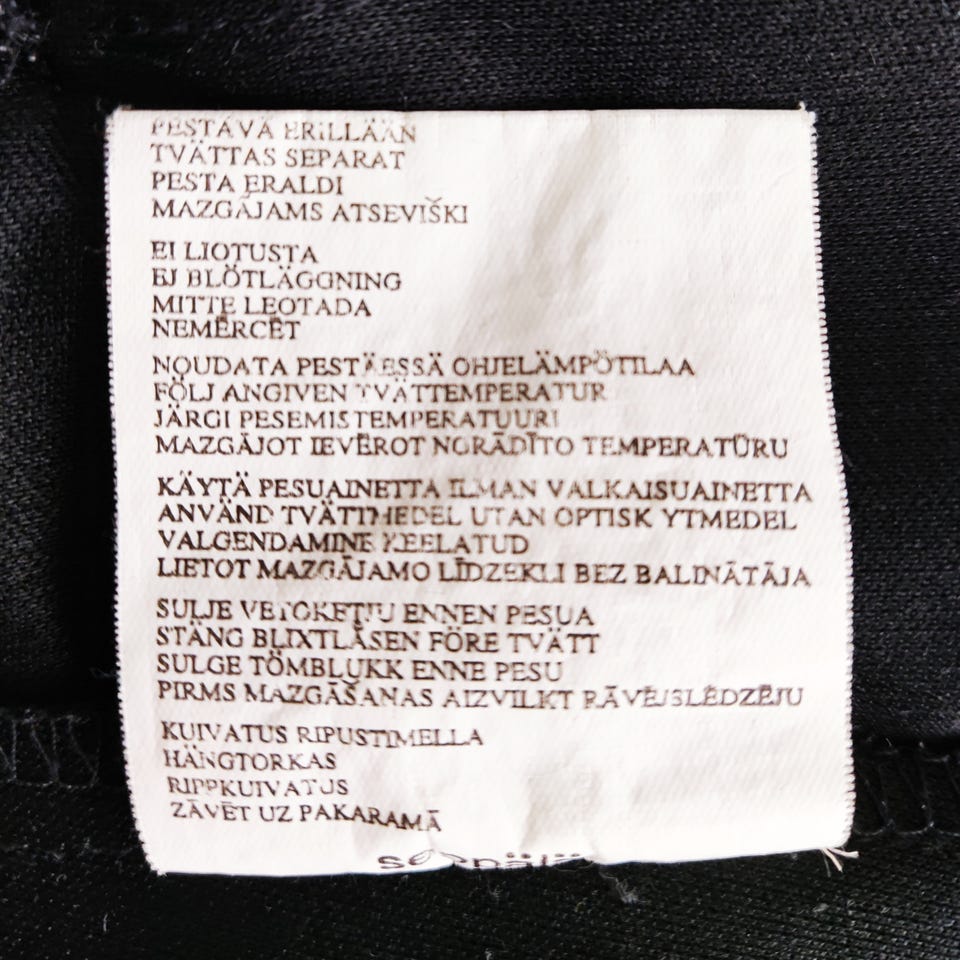 PESTÄVÄ ERILLÄÄN
TVÄTTAS SEPARAT
PESTA ERALDI
MAZGĀJAMS ATSEVIŠĶI
EI LIOTUSTA
EJ BLÖTLÄGGNING
MITTE LEOTADA
NEMĒRCĒT
NOUDATA PESTÄESSÄ OHJELÄMPÖTILAA
FÖLJ ANGIVEN TVÄTTEMPERATUR
JÄRGI PESEMISTEMPERATUURI
MAZGĀJOT IEVĒROT NORĀDĪTO TEMPERATŪRU
KÄYTÄ PESUAINETTA ILMAN VALKAISUAINETTA
ANVÄND TVÄTTMEDEL UTAN OPTISK YTMEDEL
VALGENDAMINE KEELATUD
LIETOT MAZGĀJAMO LĪDZEKLI BEZ BALINĀTĀJA
SULJE VETOKETJU ENNEN PESUA
STÄNG BLIXTLÅSEN FÖRE TVÄTT
SULGE TÕMBLUKK ENNE PESU
PIRMS MAZGĀŠANAS AIZVILKT RĀVĒJSLĒDZĒJU
KUIVATUS RIPUSTIMELLA
HÄNGTORKAS
RIPPKUIVATUS
ŽĀVĒT UZ PAKARAMĀ